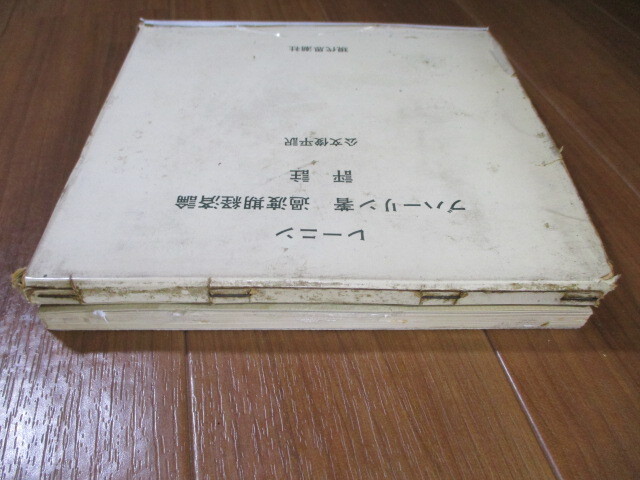 レーニン
ブハーリン著 過渡期経済論
評註
公文俊平訳
現代思潮社